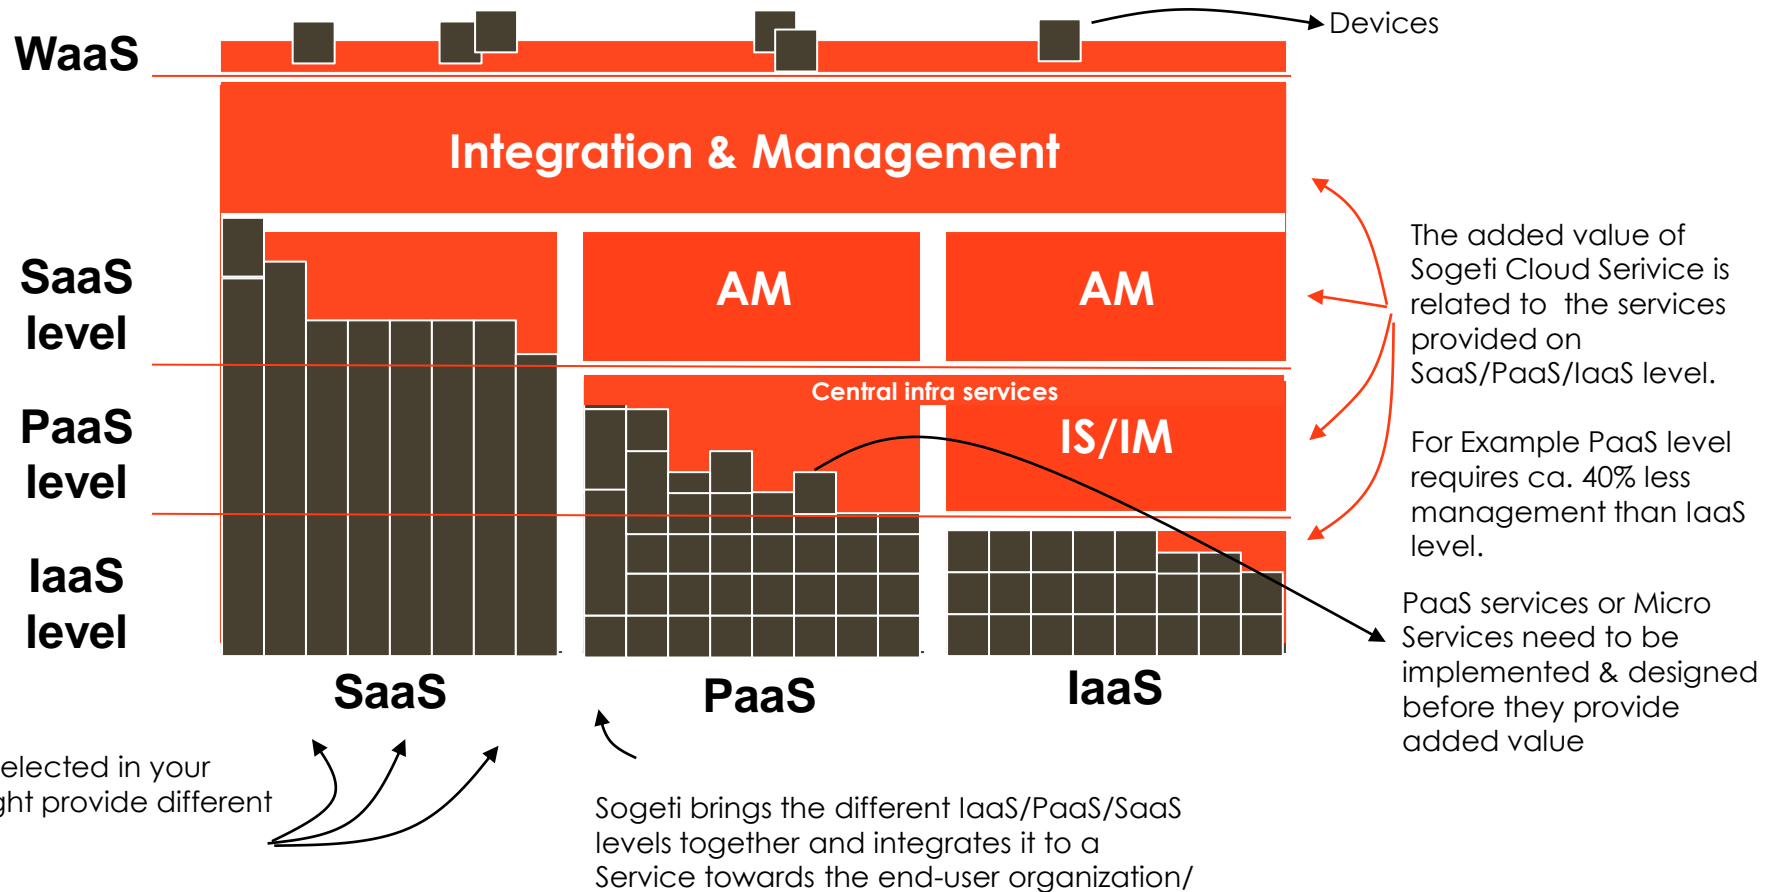 Devices
WaaS
Integration & Management
SaaS
level
AM
AM
The added value of
Sogeti Cloud Serivice is
related to the services
provided on
SaaS/PaaS/IaaS level.
For Example PaaS level
requires ca. 40% less
management than IaaS
level.
Central infra services
PaaS
level
IS/IM
IaaS
level
PaaS services or Micro
Services need to be
implemented & designed
before they provide
added value
SaaS
PaaS
IaaS
elected in your
ght provide different
Sogeti brings the different IaaS/PaaS/SaaS
levels together and integrates it to a
Service towards the end-user organization/